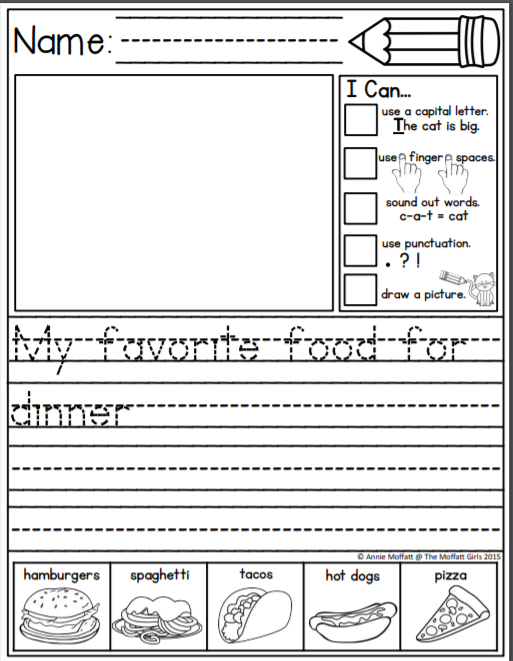 Name:
I Can...
use a capital letter.
The cat is big.
use finger spaces.
sound out words.
c-a-t = cat
use punctuation.
. ? !
draw a picture.
My favorite food for
dinner
© Annie Moffatt @ The Moffatt Girls 2015
hamburgers
spaghetti
tacos
hot dogs
pizza